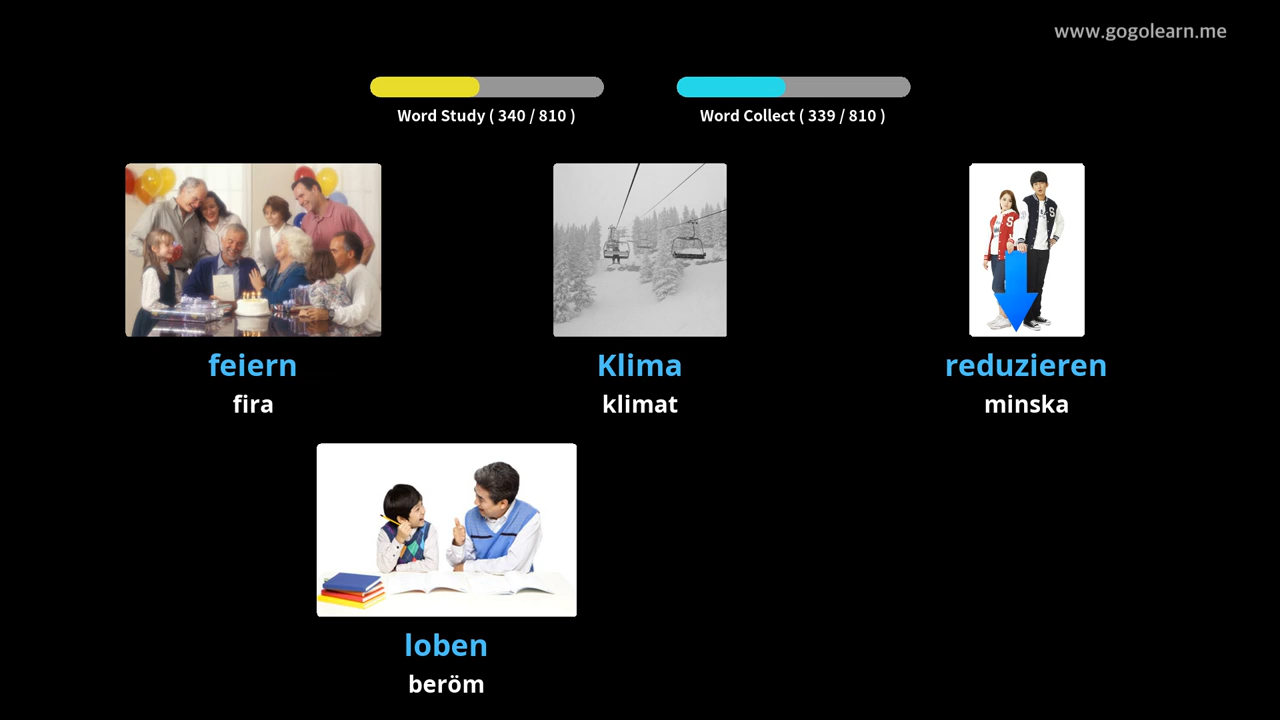 www.gogolearn.me
Word Study ( 340 / 810 )
Word Collect ( 339 / 810 )
feiern
fira
Klima
klimat
reduzieren
minska
loben
beröm